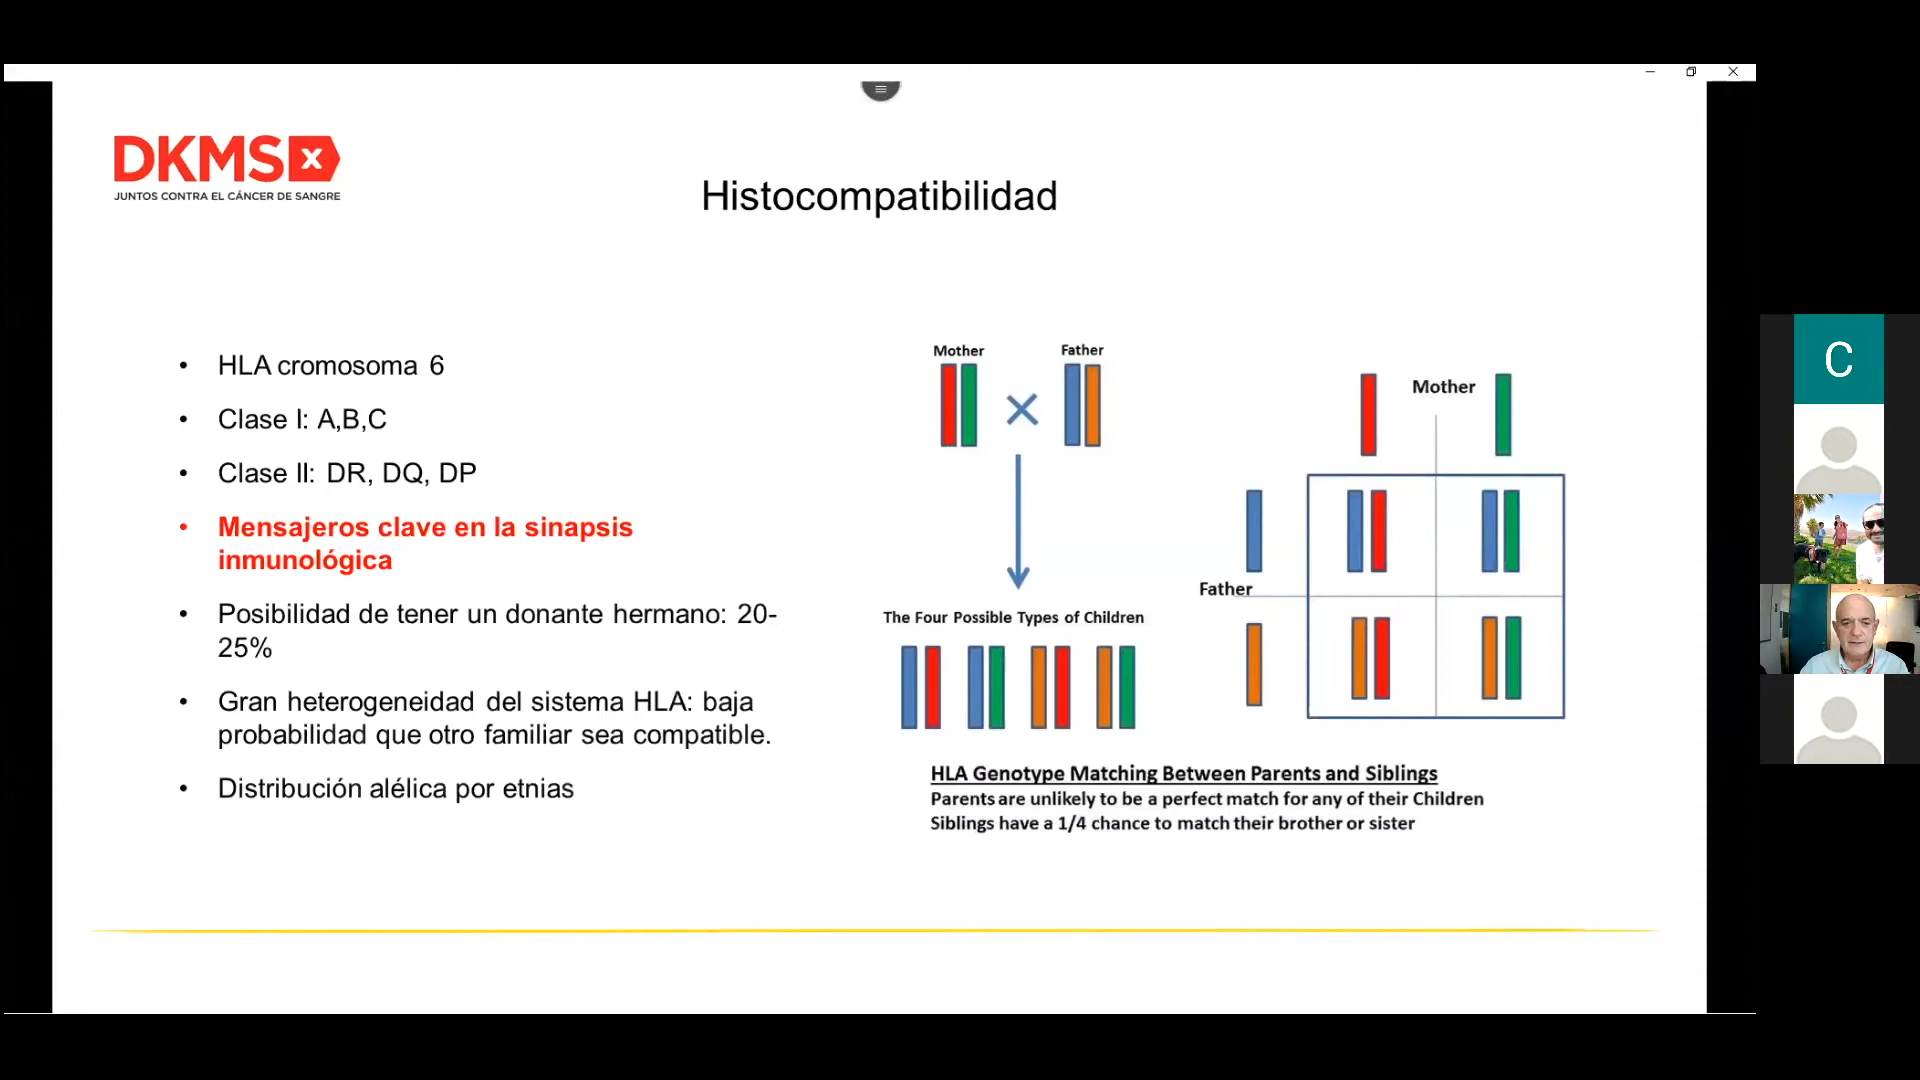 DKMS x
JUNTOS CONTRA EL CÁNCER DE SANGRE
Histocompatibilidad
• HLA cromosoma 6
• Clase I: A,B,C
• Clase II: DR, DQ, DP
• Mensajeros clave en la sinapsis
inmunológica
• Posibilidad de tener un donante hermano: 20-
25%
• Gran heterogeneidad del sistema HLA: baja
probabilidad que otro familiar sea compatible.
• Distribución alélica por etnias
Mother Father
The Four Possible Types of Children
Mother
Father
HLA Genotype Matching Between Parents and Siblings
Parents are unlikely to be a perfect match for any of their Children
Siblings have a 1/4 chance to match their brother or sister
C